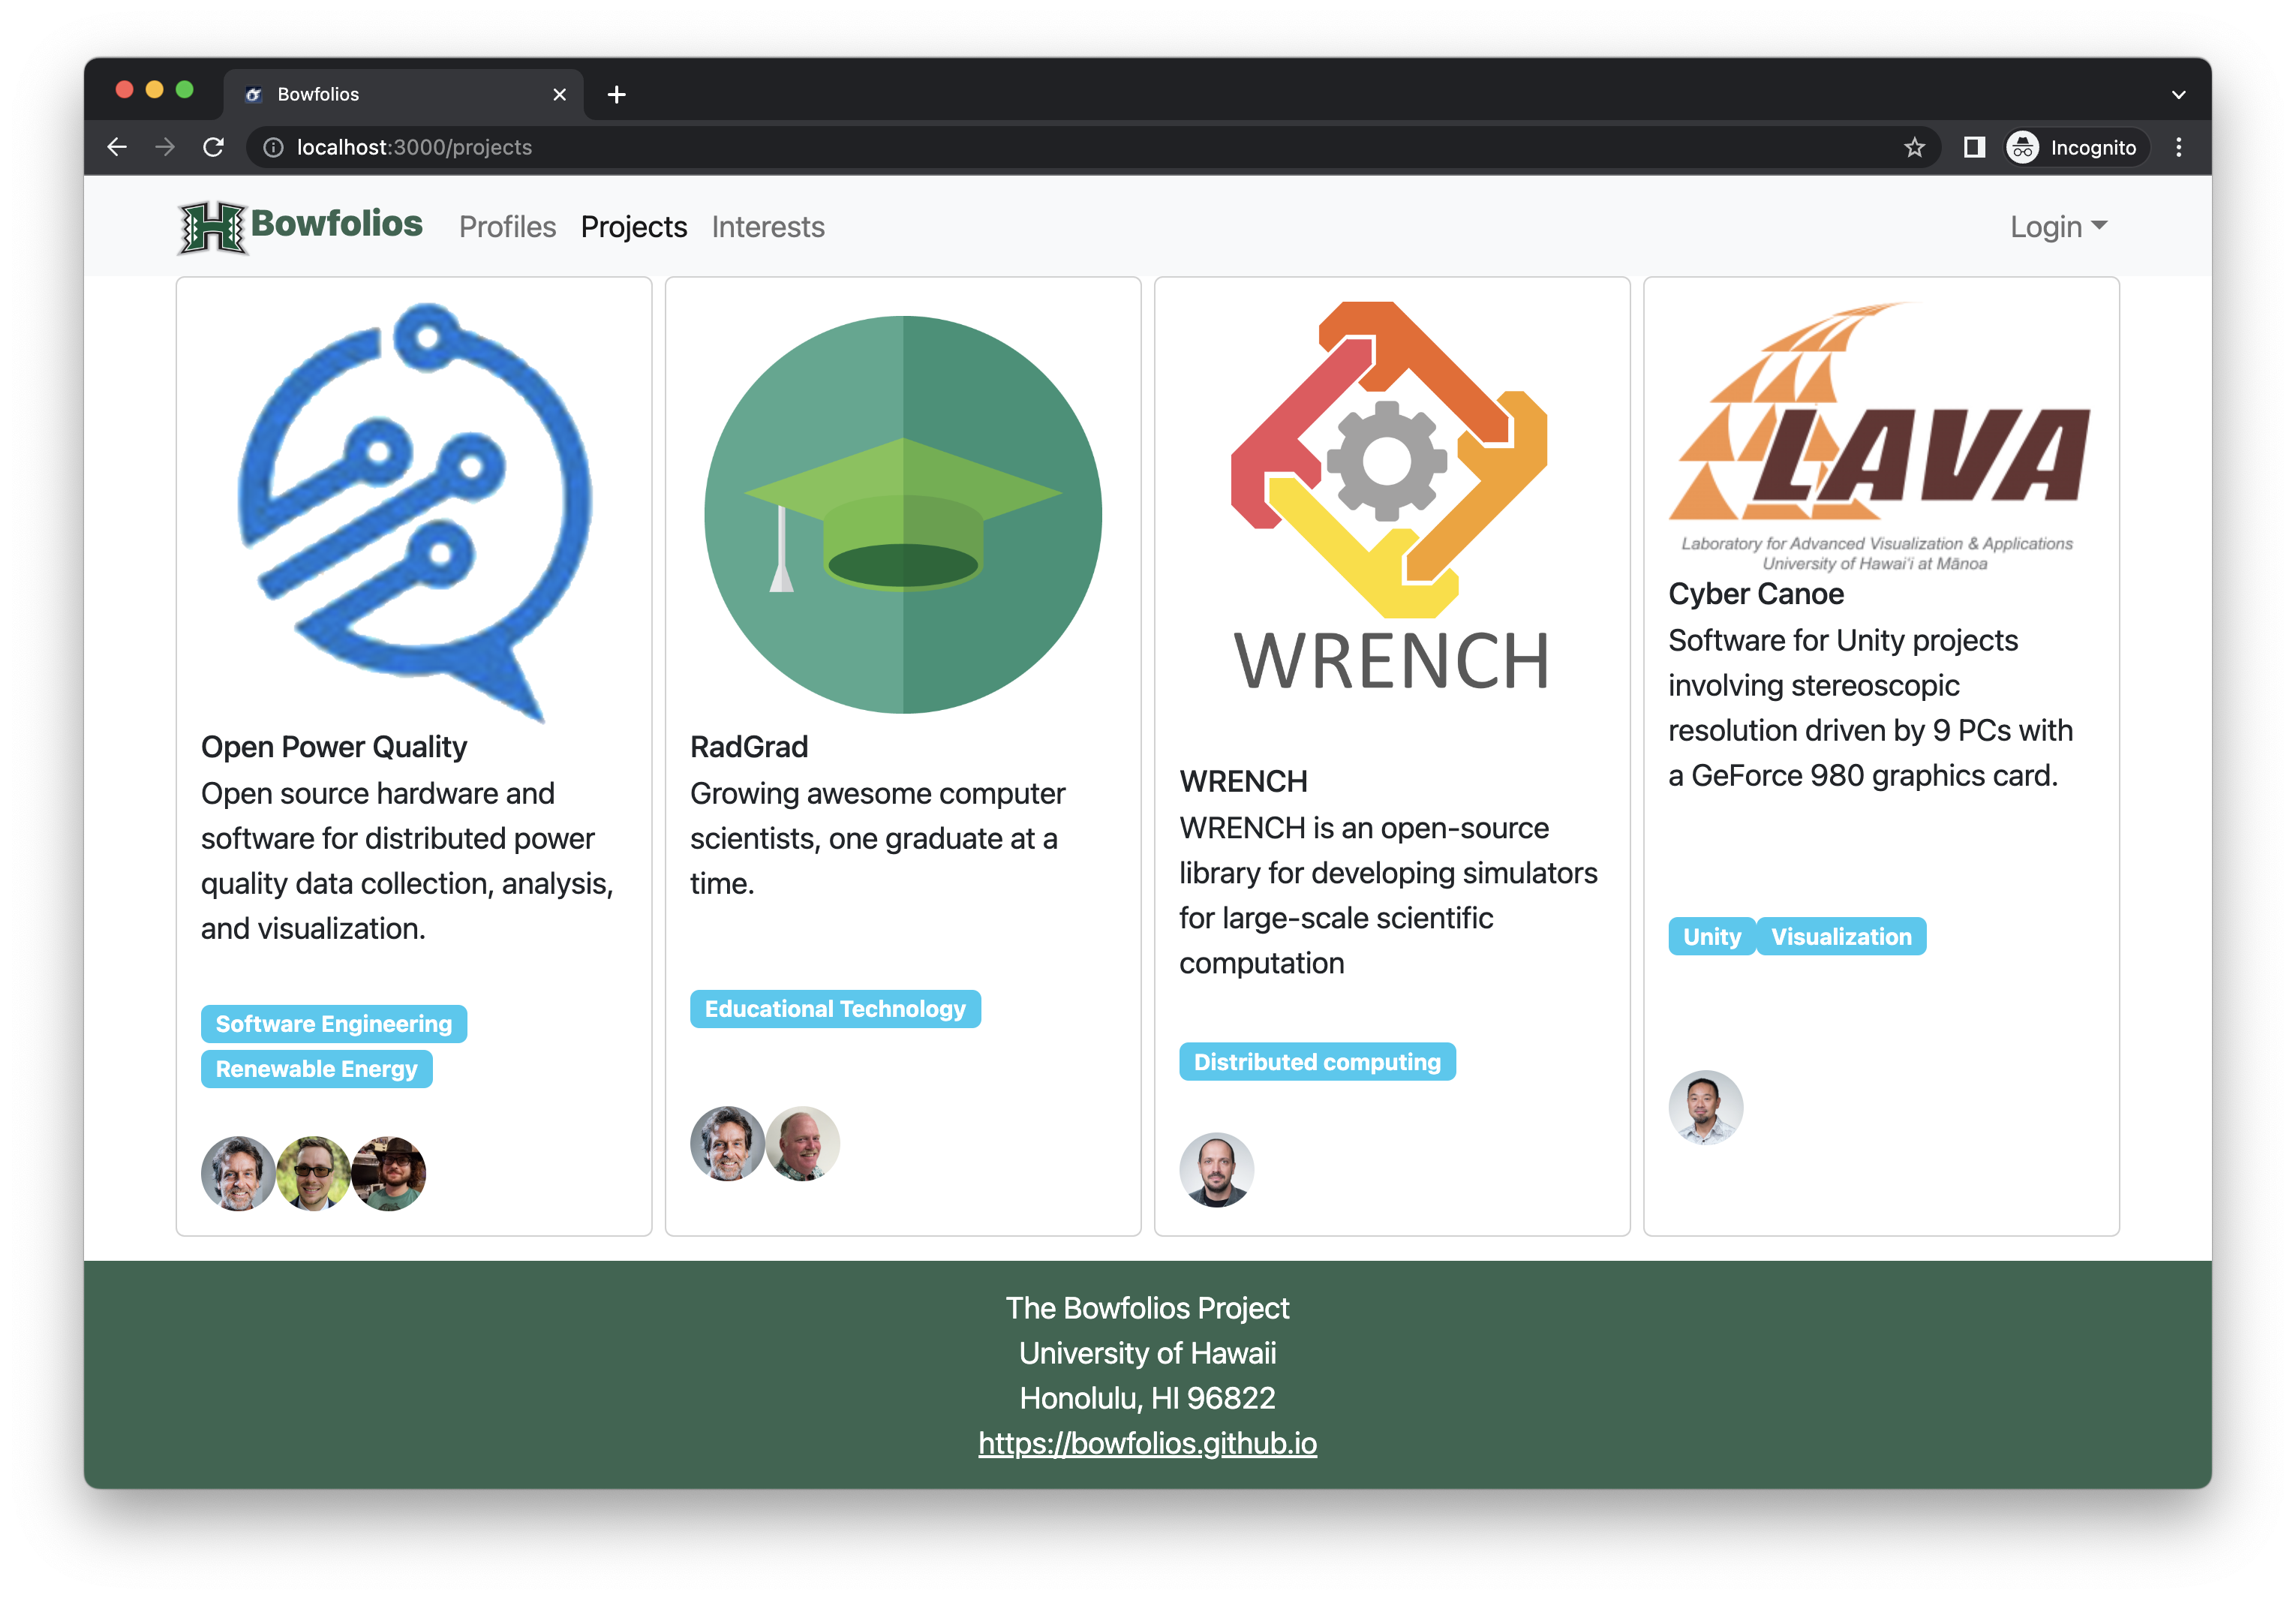 Bowfolios
localhost:3000/projects
Incognito
Bowfolios
Profiles
Projects
Interests
Login
Open Power Quality
Open source hardware and
software for distributed power
quality data collection, analysis,
and visualization.
Software Engineering
Renewable Energy
RadGrad
Growing awesome computer
scientists, one graduate at a
time.
Educational Technology
WRENCH
WRENCH
WRENCH is an open-source
library for developing simulators
for large-scale scientific
computation
Distributed computing
LAVA
Laboratory for Advanced Visualization & Applications
University of Hawai'i at Mānoa
Cyber Canoe
Software for Unity projects
involving stereoscopic
resolution driven by 9 PCs with
a GeForce 980 graphics card.
Unity
Visualization
The Bowfolios Project
University of Hawaii
Honolulu, HI 96822
https://bowfolios.github.io